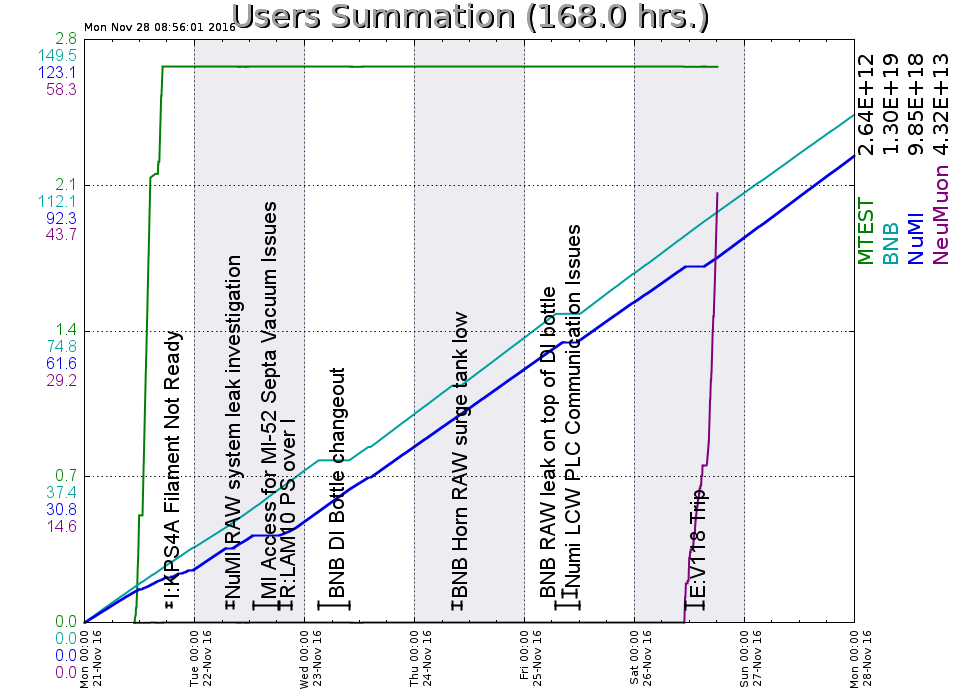 Users Summation (168.0 hrs.)
Mon Nov 28 08:56:01 2016
2.8
149.5
123.1
58.3
2.1
112.1
92.3
43.7
1.4
74.8
61.6
29.2
0.7
37.4
30.8
14.6
0.0
0.0
0.0
0.0
I:KPS4A Filament Not Ready
NuMI RAW system leak investigation
MI Access for MI-52 Septa Vacuum Issues
R:LAM10 PS over I
BNB DI Bottle changeout
BNB Horn RAW surge tank low
BNB RAW leak on top of DI bottle
Numi LCW PLC Communication Issues
E:V118 Trip
MTEST 2.64E+12
BNB 1.30E+19
NuMI 9.85E+18
NeuMuon 4.32E+13
Mon 00:00
21-Nov 16
Tue 00:00
22-Nov 16
Wed 00:00
23-Nov 16
Thu 00:00
24-Nov 16
Fri 00:00
25-Nov 16
Sat 00:00
26-Nov 16
Sun 00:00
27-Nov 16
Mon 00:00
28-Nov 16